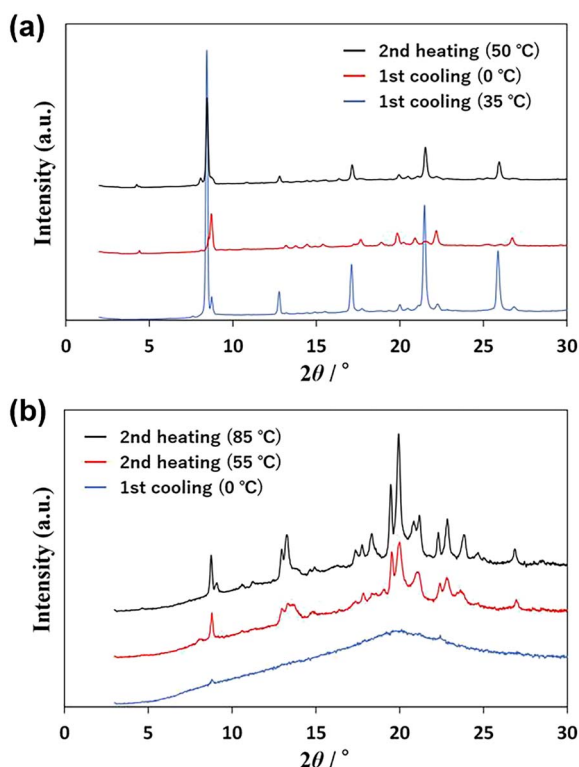 (a)
2nd heating (50 ℃)
1st cooling (0 ℃)
1st cooling (35 ℃)
Intensity (a.u.)
0 5 10 15 20 25 30
2θ / °
(b)
2nd heating (85 ℃)
2nd heating (55 ℃)
1st cooling (0 ℃)
Intensity (a.u.)
0 5 10 15 20 25 30
2θ / °